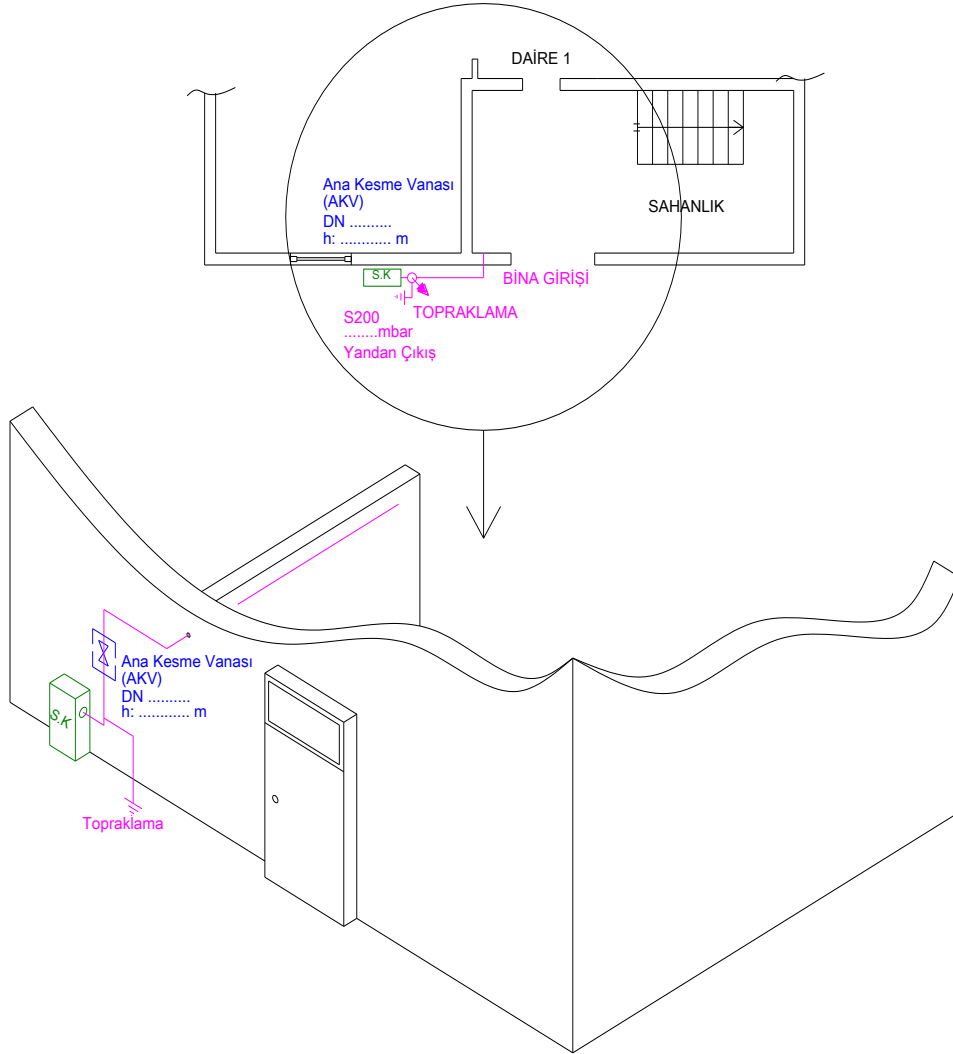 DAİRE 1
Ana Kesme Vanası
(AKV)
DN ..........
h: ............ m
SAHANLIK
S.K
BİNA GİRİŞİ
TOPRAKLAMA
S200
........mbar
Yandan Çıkış
Ana Kesme Vanası
(AKV)
DN ..........
h: ............ m
S.K
Topraklama